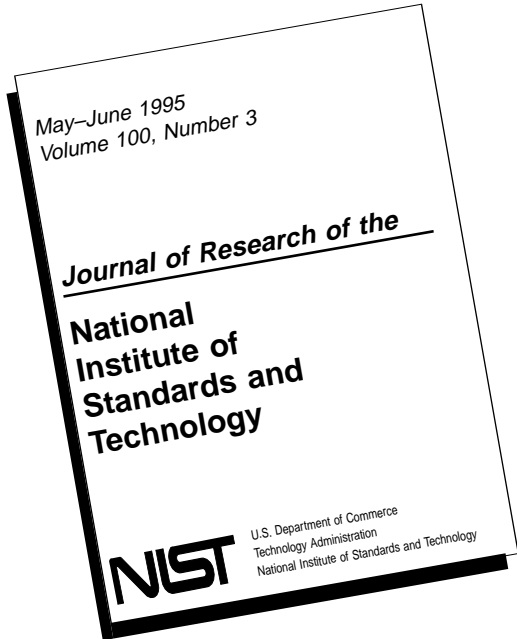 May–June 1995
Volume 100, Number 3
Journal of Research of the
National
Institute of
Standards and
Technology
NIST
U.S. Department of Commerce
Technology Administration
National Institute of Standards and Technology